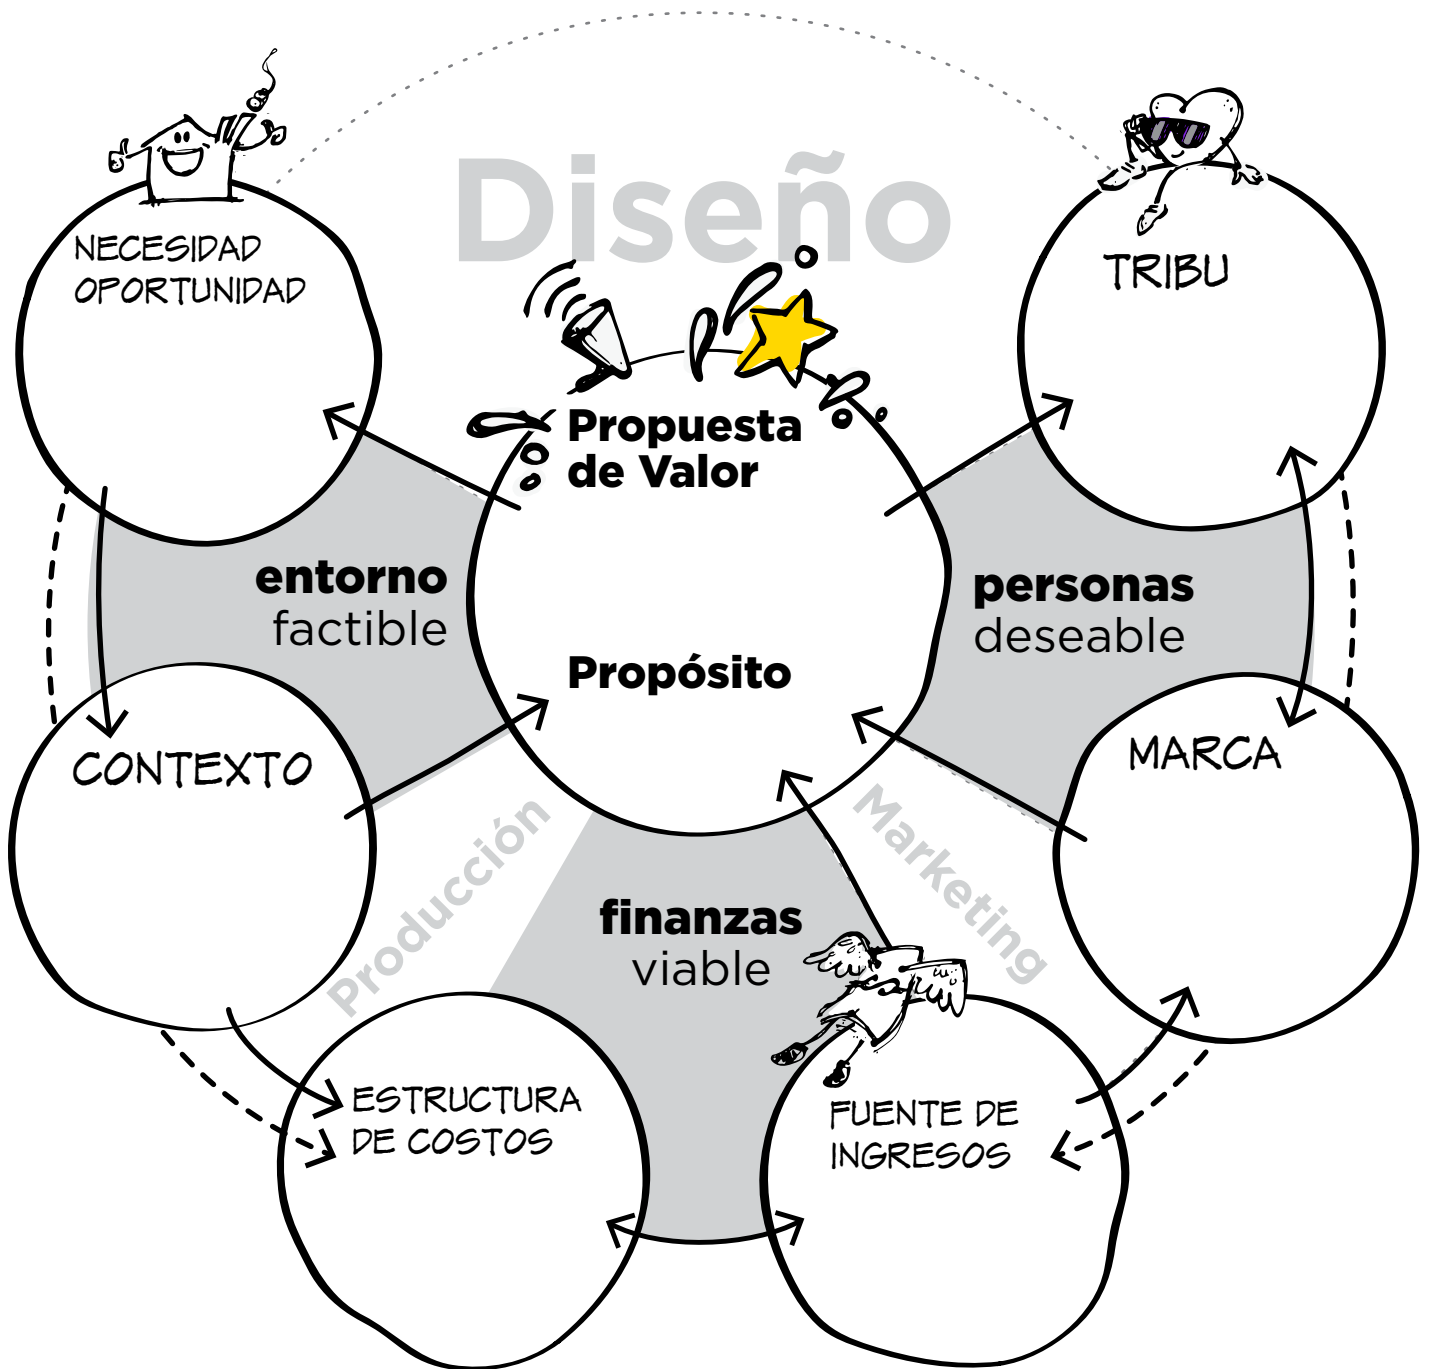 Diseño
NECESIDAD
OPORTUNIDAD
TRIBU
Propuesta
de Valor
entorno
factible
personas
deseable
Propósito
CONTEXTO
MARCA
Producción
Marketing
finanzas
viable
ESTRUCTURA
DE COSTOS
FUENTE DE
INGRESOS